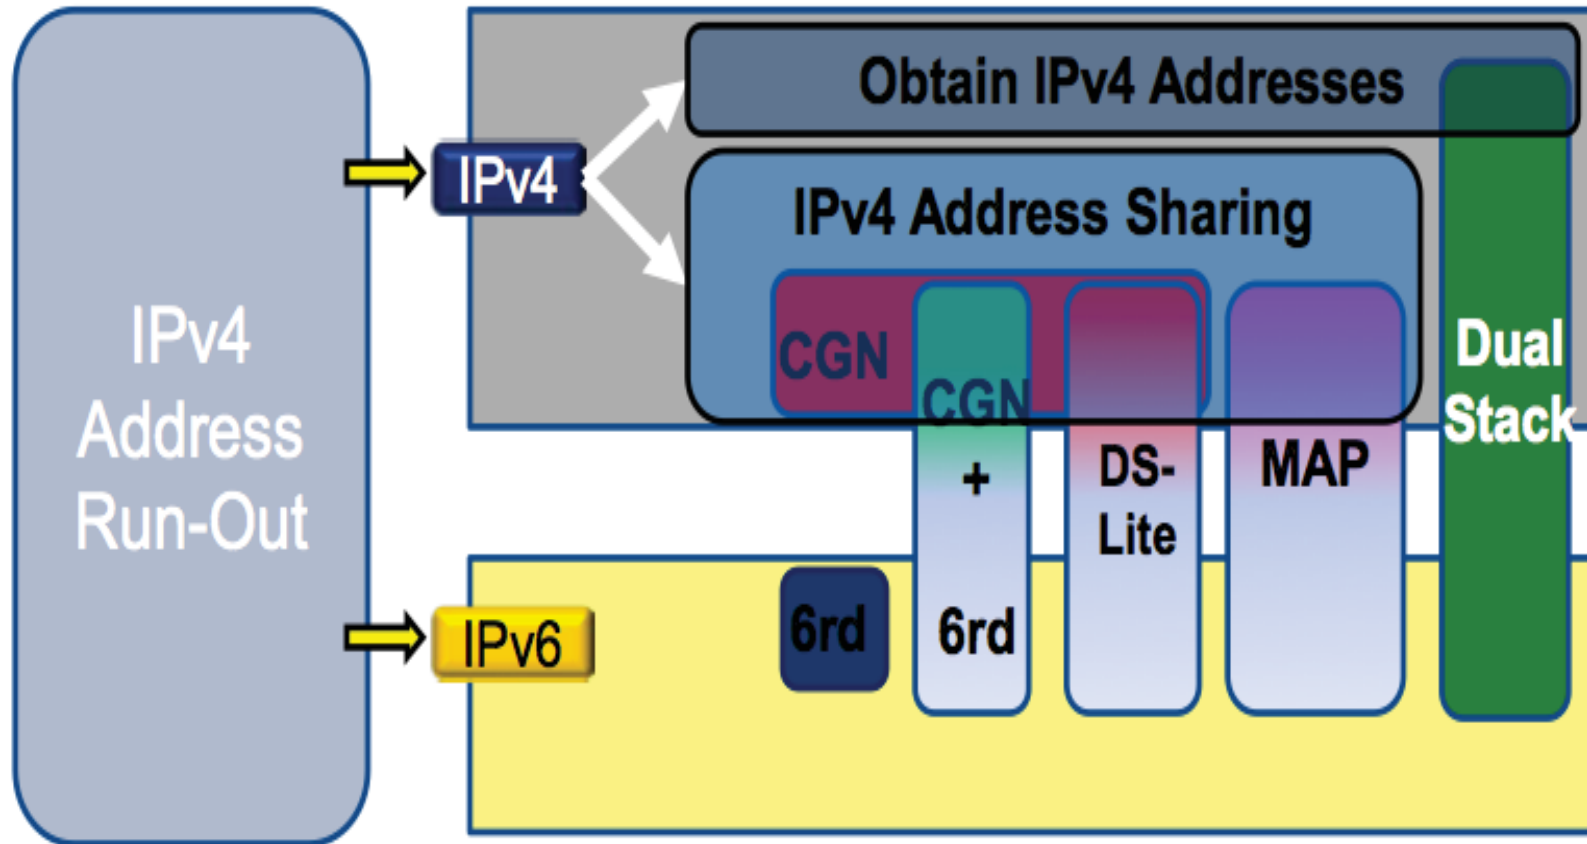 IPv4
Address
Run-Out
IPv4
Obtain IPv4 Addresses
IPv4 Address Sharing
CGN
CGN
+
6rd
DS-
Lite
MAP
Dual
Stack
IPv6
6rd